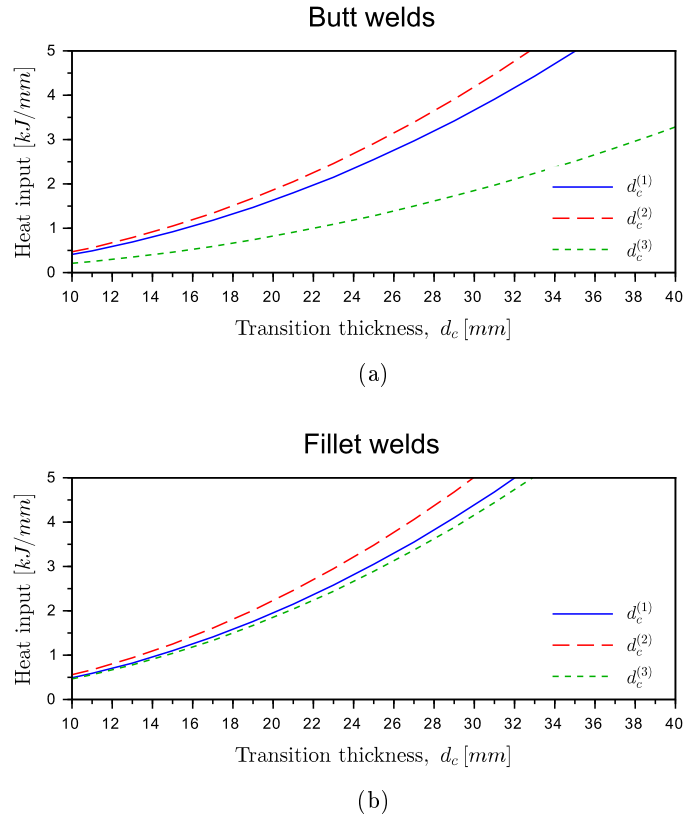 Butt welds
5
4
3
2
1
0
Heat input [kJ/mm]
d_c^{(1)}
d_c^{(2)}
d_c^{(3)}
10 12 14 16 18 20 22 24 26 28 30 32 34 36 38 40
Transition thickness, d_c [mm]
(a)
Fillet welds
5
4
3
2
1
0
Heat input [kJ/mm]
d_c^{(1)}
d_c^{(2)}
d_c^{(3)}
10 12 14 16 18 20 22 24 26 28 30 32 34 36 38 40
Transition thickness, d_c [mm]
(b)